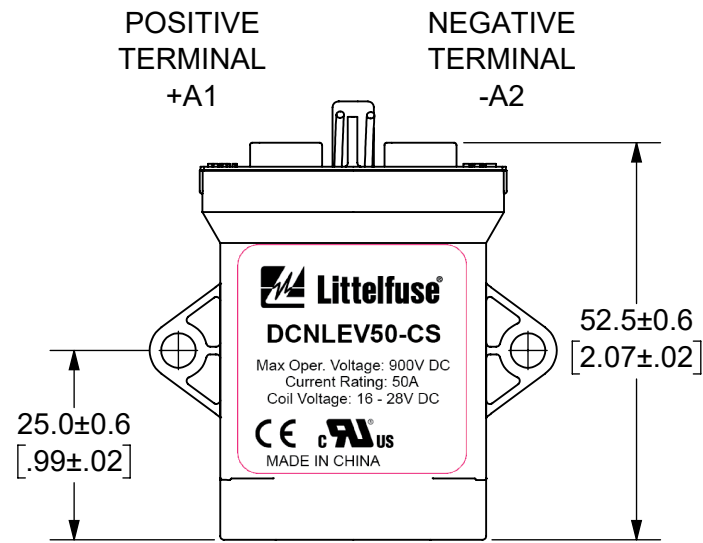 POSITIVE
TERMINAL
+A1
NEGATIVE
TERMINAL
-A2
Littelfuse®
DCNLEV50-CS
Max Oper. Voltage: 900V DC
Current Rating: 50A
Coil Voltage: 16 - 28V DC
CE c RU® US
MADE IN CHINA
52.5±0.6
[2.07±.02]
25.0±0.6
[.99±.02]